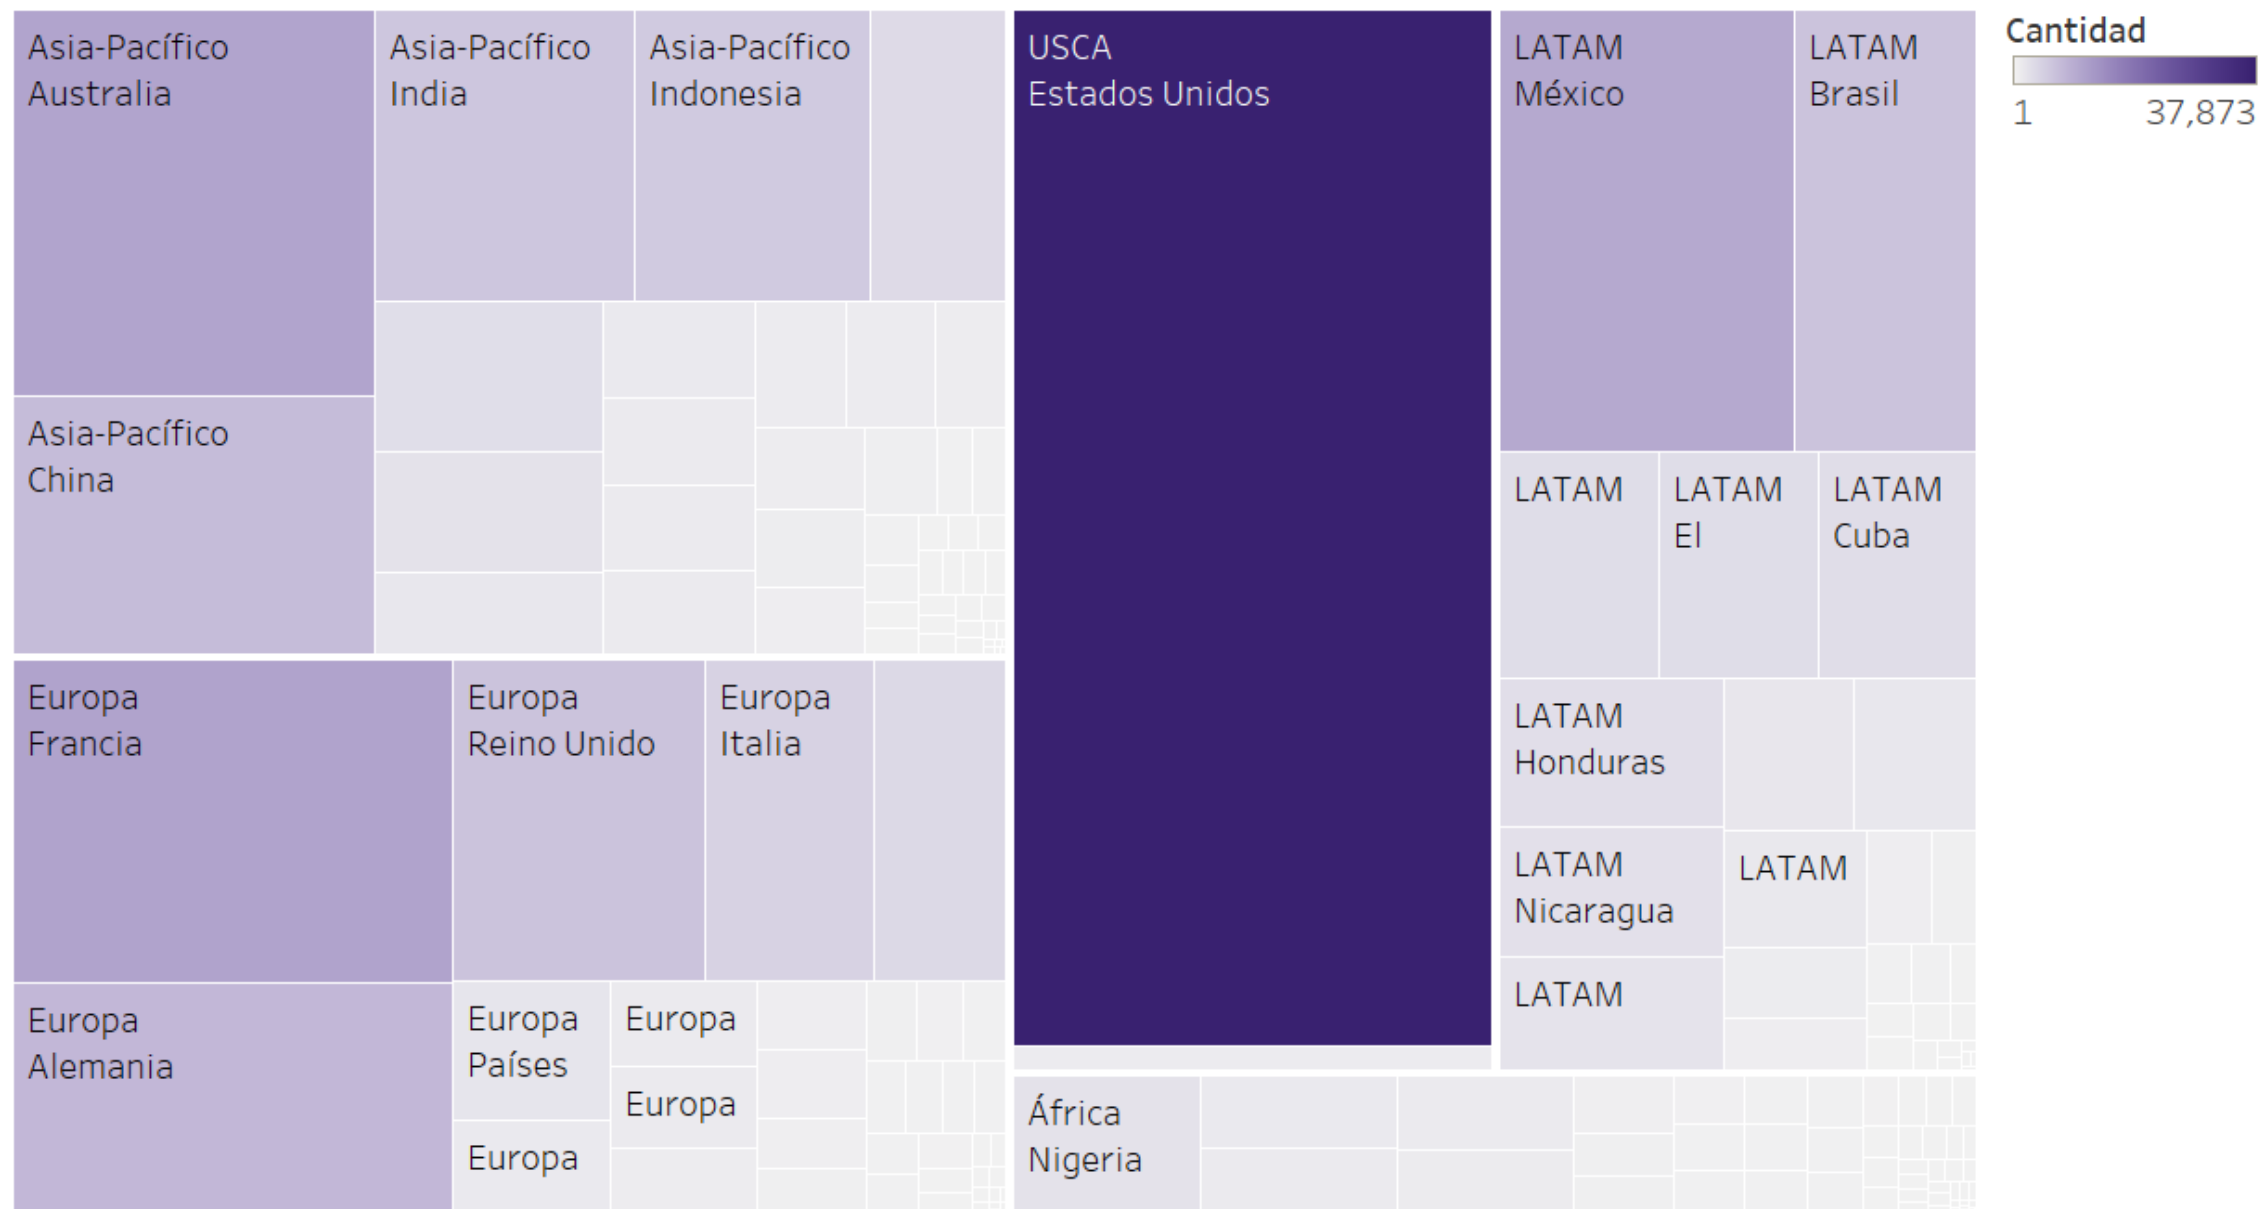 Asia-Pacífico
Australia
Asia-Pacífico
India
Asia-Pacífico
Indonesia
Asia-Pacífico
China
Europa
Francia
Europa
Reino Unido
Europa
Italia
Europa
Alemania
Europa
Países
Europa
Europa
Europa
USCA
Estados Unidos
LATAM
México
LATAM
Brasil
LATAM
LATAM
El
LATAM
Cuba
LATAM
Honduras
LATAM
Nicaragua
LATAM
LATAM
África
Nigeria
Cantidad
1 37,873